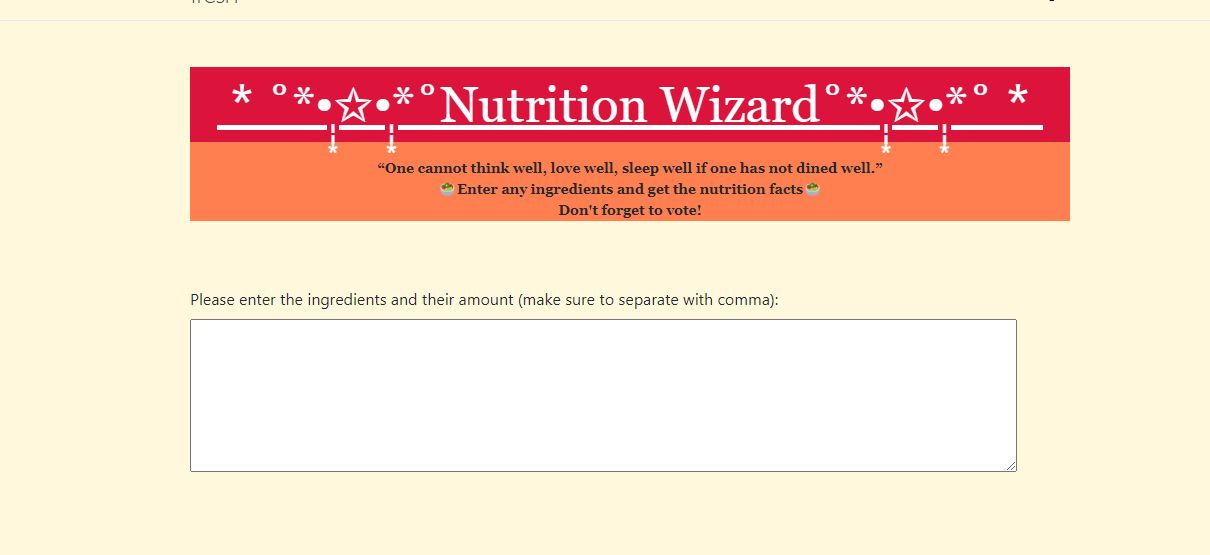 * °*•☆•*°Nutrition Wizard°*•☆•*° *
“One cannot think well, love well, sleep well if one has not dined well.”
🥗Enter any ingredients and get the nutrition facts🥗
Don't forget to vote!
Please enter the ingredients and their amount (make sure to separate with comma):